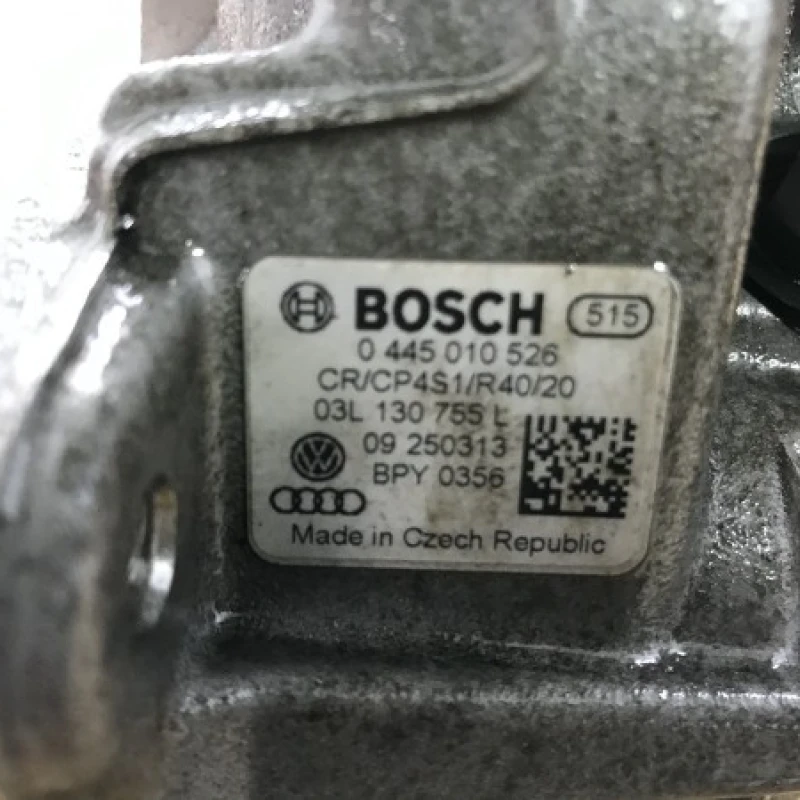 BOSCH 515
0 445 010 526
CR/CP4S1/R40/20
03L 130 755 L
09 250313
BPY 0356
Made in Czech Republic